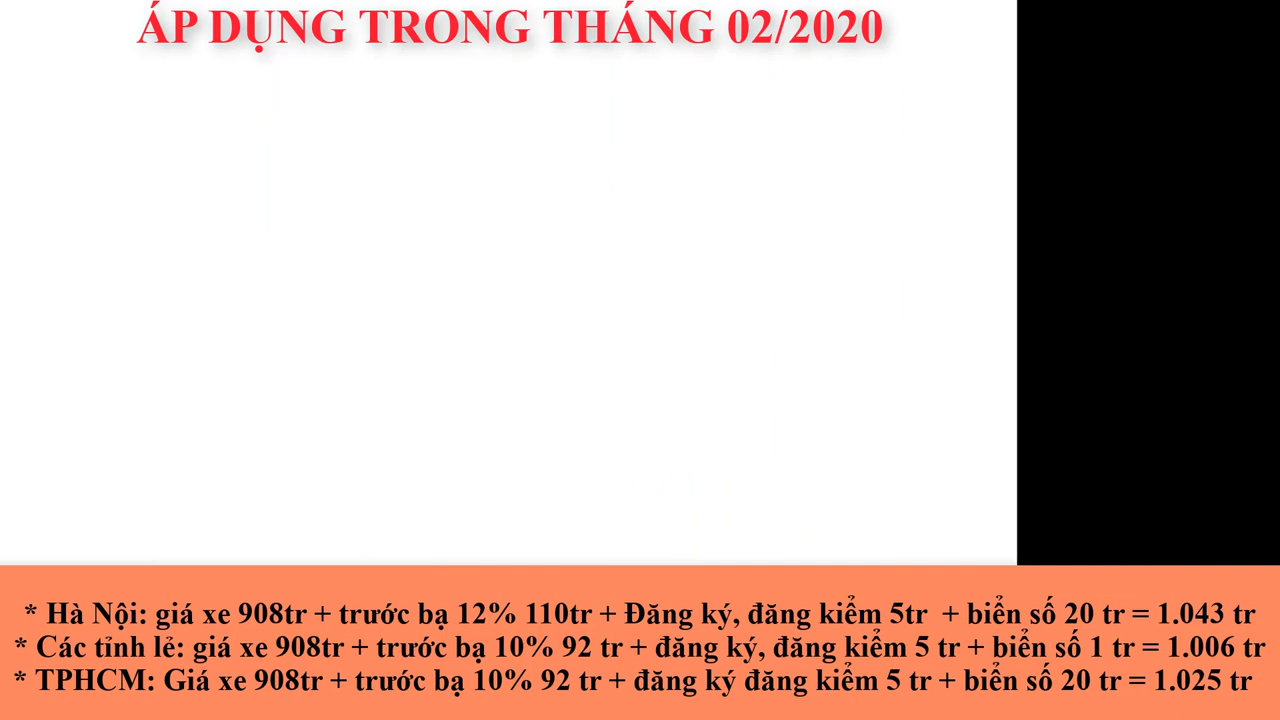 ÁP DỤNG TRONG THÁNG 02/2020
* Hà Nội: giá xe 908tr + trước bạ 12% 110tr + Đăng ký, đăng kiểm 5tr + biển số 20 tr = 1.043 tr
* Các tỉnh lẻ: giá xe 908tr + trước bạ 10% 92 tr + đăng ký, đăng kiểm 5 tr + biển số 1 tr = 1.006 tr
* TPHCM: Giá xe 908tr + trước bạ 10% 92 tr + đăng ký đăng kiểm 5 tr + biển số 20 tr = 1.025 tr